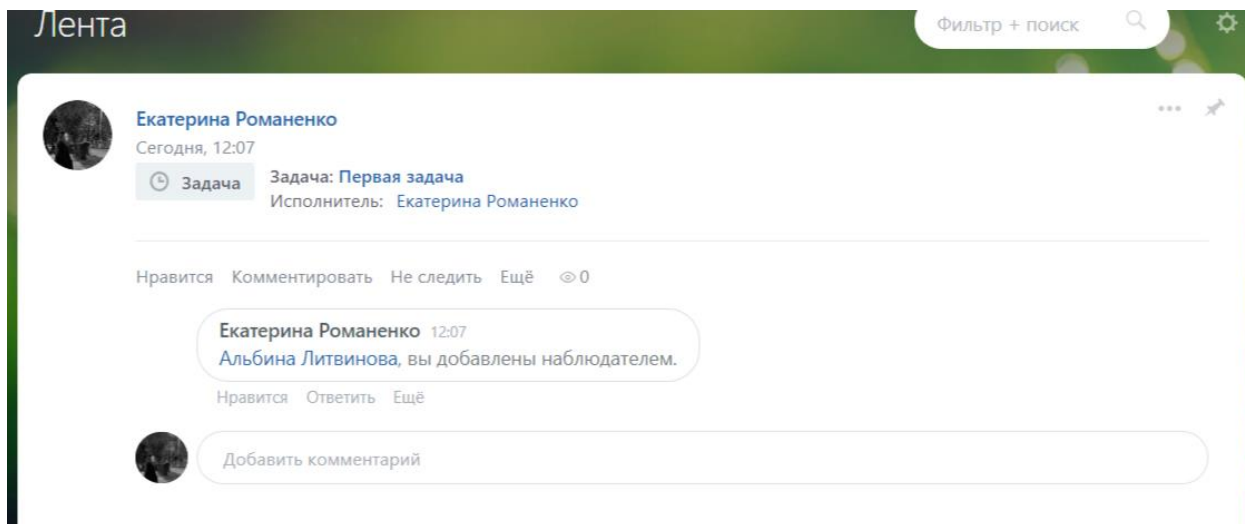 Лента
Фильтр + поиск
Екатерина Романенко
Сегодня, 12:07
Задача
Задача: Первая задача
Исполнитель: Екатерина Романенко
Нравится Комментировать Не следить Ещё 0
Екатерина Романенко 12:07
Альбина Литвинова, вы добавлены наблюдателем.
Нравится Ответить Ещё
Добавить комментарий